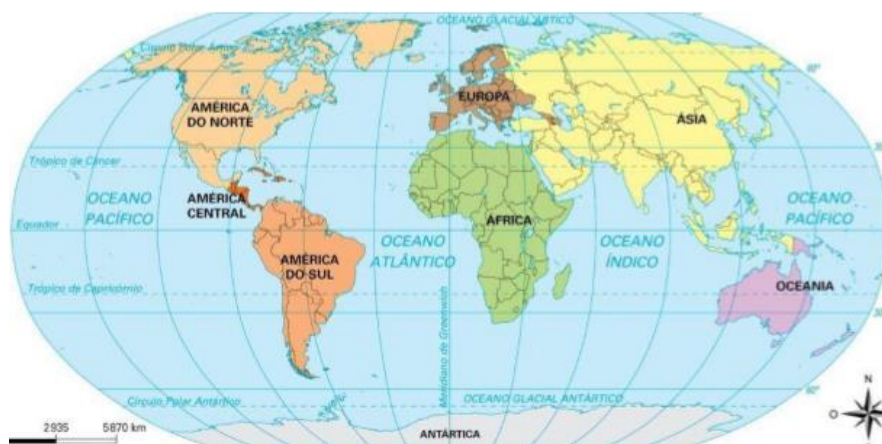 OCEANO GLACIAL ÁRTICO
Círculo Polar Ártico
60°
EUROPA
AMÉRICA
DO NORTE
ÁSIA
Trópico de Câncer
OCEANO
PACÍFICO
AMÉRICA
CENTRAL
ÁFRICA
OCEANO
PACÍFICO
Equador
OCEANO
ATLÂNTICO
OCEANO
ÍNDICO
AMÉRICA
DO SUL
Trópico de Capricórnio
OCEANIA
Meridiano de Greenwich
60°
Círculo Polar Antártico
OCEANO GLACIAL ANTÁRTICO
N
O
2935
5870 km
ANTÁRTICA